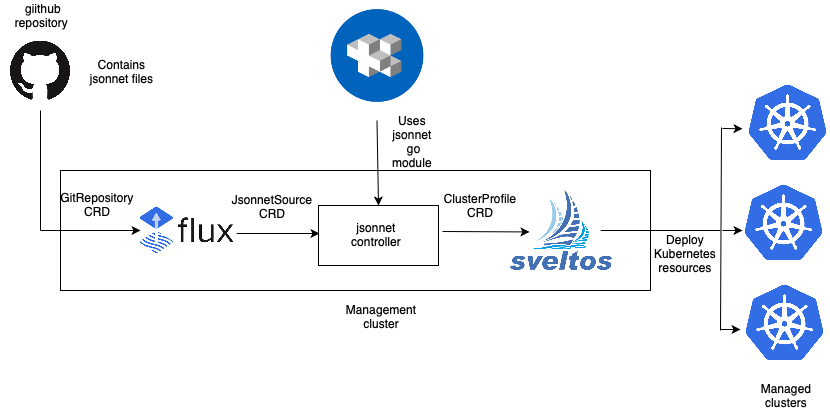 giithub
repository
Contains
jsonnet files
Uses
jsonnet
go
module
GitRepository
CRD
flux
JsonnetSource
CRD
jsonnet
controller
ClusterProfile
CRD
sveltos
Deploy
Kubernetes
resources
Management
cluster
Managed
clusters